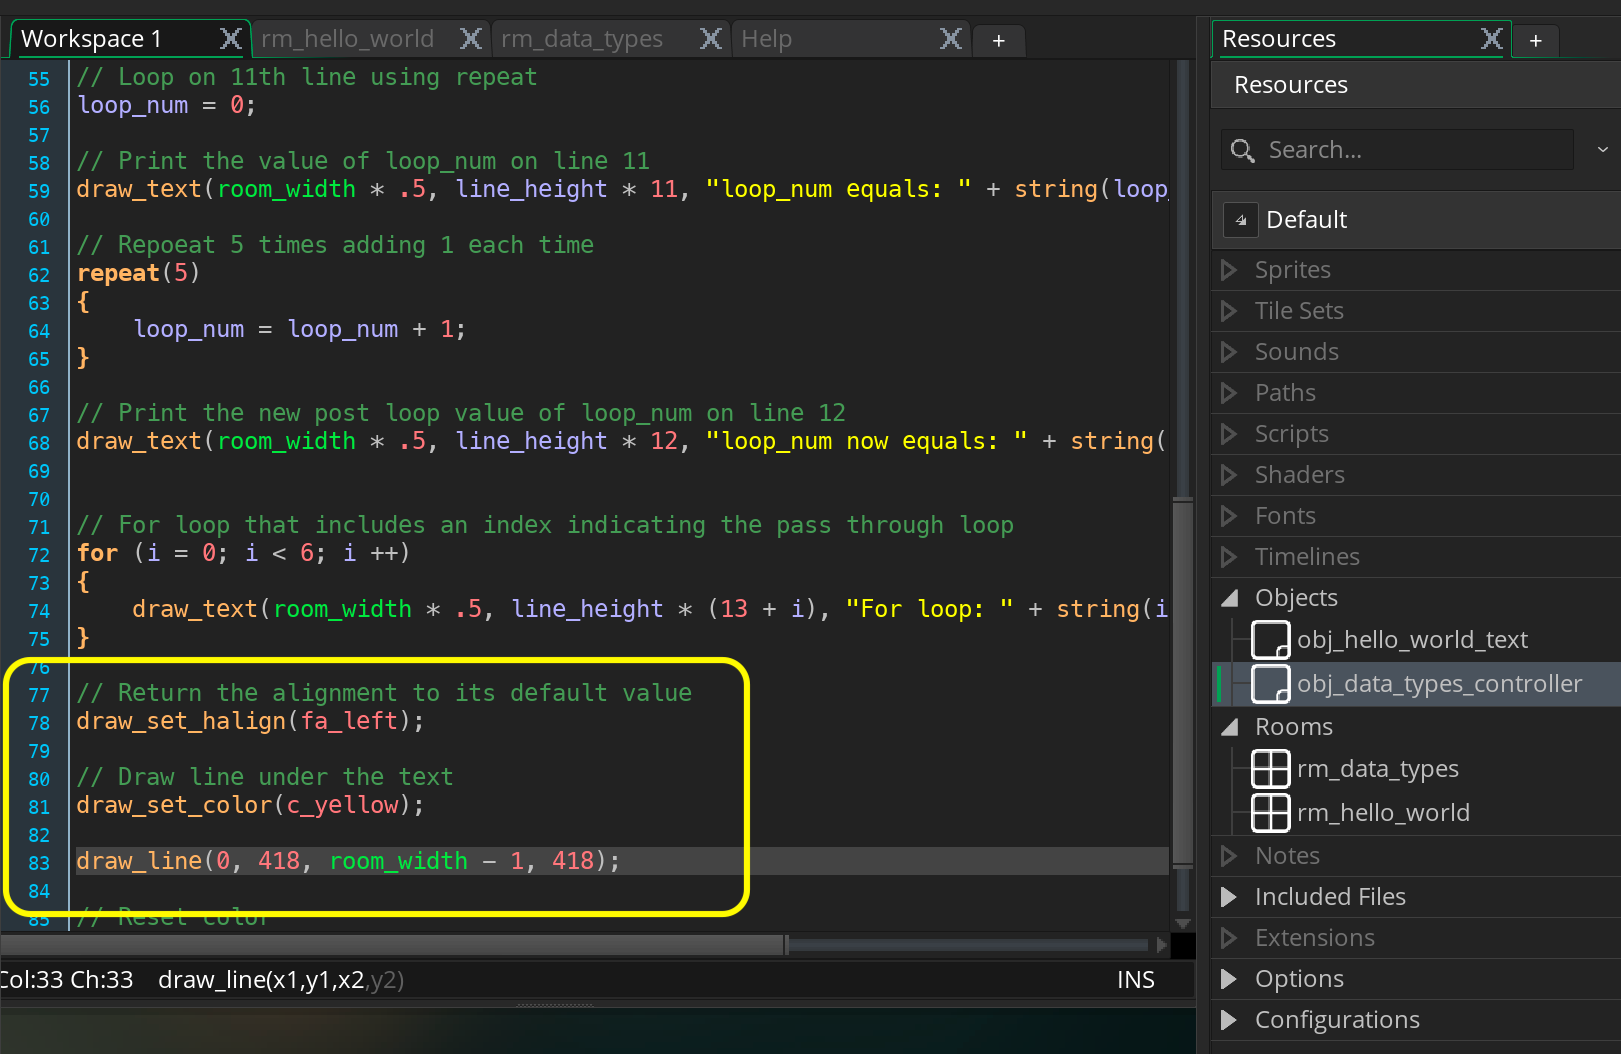 Workspace 1
rm_hello_world
rm_data_types
Help
+
55 // Loop on 11th line using repeat
56 loop_num = 0;
57
58 // Print the value of loop_num on line 11
59 draw_text(room_width * .5, line_height * 11, "loop_num equals: " + string(loop_
60
61 // Repoeat 5 times adding 1 each time
62 repeat(5)
63 {
64 loop_num = loop_num + 1;
65 }
66
67 // Print the new post loop value of loop_num on line 12
68 draw_text(room_width * .5, line_height * 12, "loop_num now equals: " + string(
69
70
71 // For loop that includes an index indicating the pass through loop
72 for (i = 0; i < 6; i ++)
73 {
74 draw_text(room_width * .5, line_height * (13 + i), "For loop: " + string(i
75 }
76
77 // Return the alignment to its default value
78 draw_set_halign(fa_left);
79
80 // Draw line under the text
81 draw_set_color(c_yellow);
82
83 draw_line(0, 418, room_width - 1, 418);
84
85 // Reset color
Col:33 Ch:33 draw_line(x1,y1,x2,y2)
INS
Resources
+
Resources
Search...
Default
Sprites
Tile Sets
Sounds
Paths
Scripts
Shaders
Fonts
Timelines
Objects
obj_hello_world_text
obj_data_types_controller
Rooms
rm_data_types
rm_hello_world
Notes
Included Files
Extensions
Options
Configurations